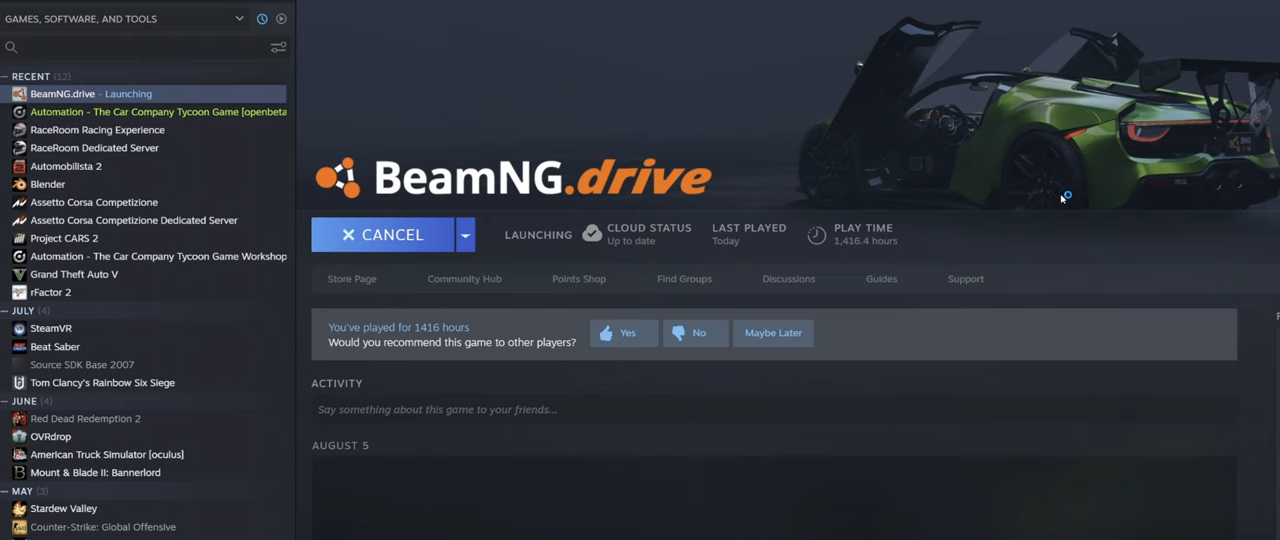 GAMES, SOFTWARE, AND TOOLS
RECENT (12)
BeamNG.drive - Launching
Automation - The Car Company Tycoon Game [openbeta
RaceRoom Racing Experience
RaceRoom Dedicated Server
Automobilista 2
Blender
Assetto Corsa Competizione
Assetto Corsa Competizione Dedicated Server
Project CARS 2
Automation - The Car Company Tycoon Game Workshop
Grand Theft Auto V
rFactor 2
JULY (4)
SteamVR
Beat Saber
Source SDK Base 2007
Tom Clancy's Rainbow Six Siege
JUNE (4)
Red Dead Redemption 2
OVRdrop
American Truck Simulator [oculus]
Mount & Blade II: Bannerlord
MAY (3)
Stardew Valley
Counter-Strike: Global Offensive
BeamNG.drive
CANCEL
LAUNCHING
CLOUD STATUS
Up to date
LAST PLAYED
Today
PLAY TIME
1,416.4 hours
Store Page
Community Hub
Points Shop
Find Groups
Discussions
Guides
Support
You've played for 1416 hours
Would you recommend this game to other players?
Yes
No
Maybe Later
ACTIVITY
Say something about this game to your friends...
AUGUST 5